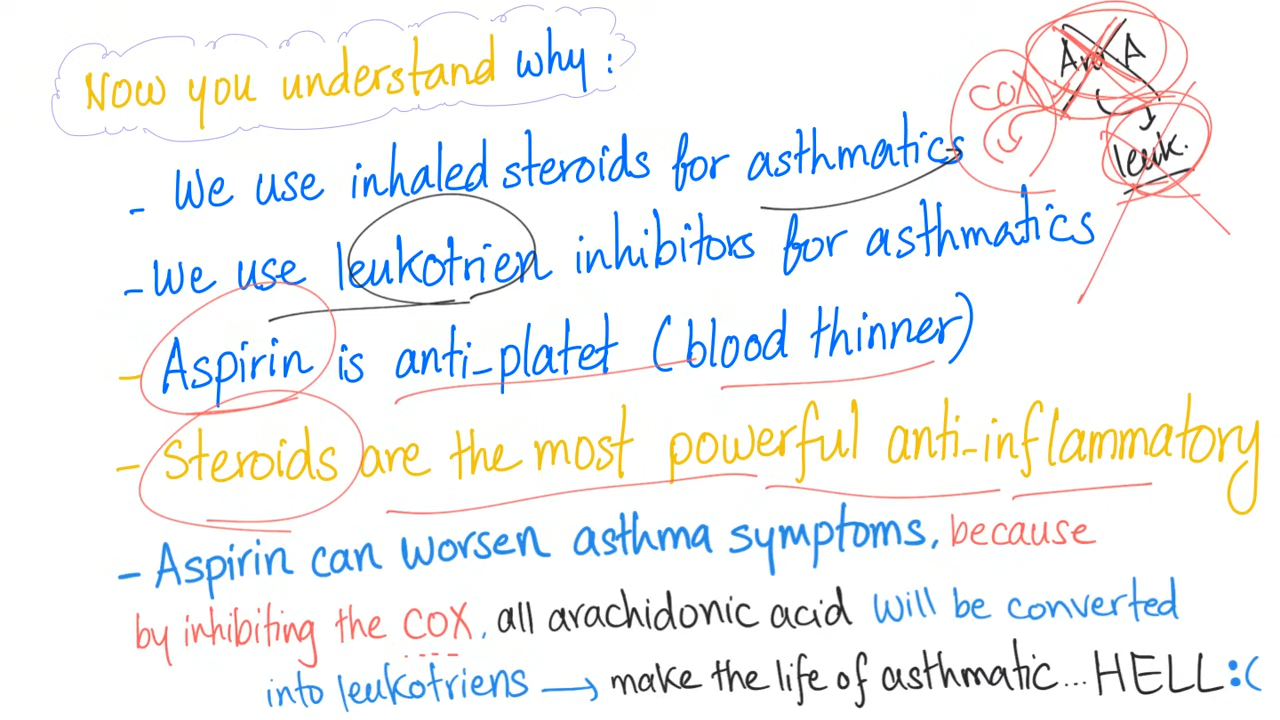 Now you understand why:
- We use inhaled steroids for asthmatics
- We use leukotrien inhibitors for asthmatics
- Aspirin is anti-platet (blood thinner)
- Steroids are the most powerful anti-inflammatory
- Aspirin can worsen asthma symptoms, because
by inhibiting the COX, all arachidonic acid will be converted
into leukotriens → make the life of asthmatic... HELL :(
COX
leuk.